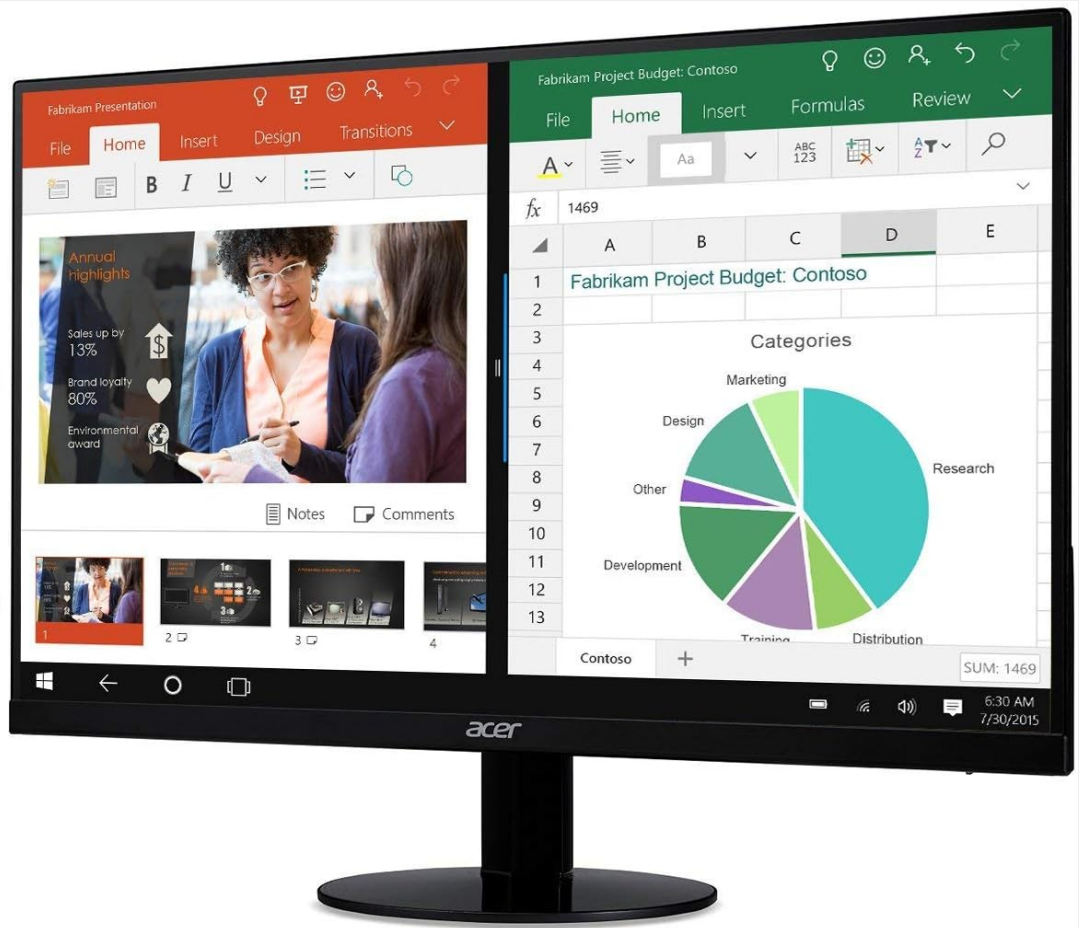 Fabrikam Presentation
File Home Insert Design Transitions
B I U
Annual
highlights
Sales up by
13%
$
Brand loyalty
80%
Environmental
award
Notes Comments
1
2
3
4
Fabrikam Project Budget: Contoso
File Home Insert Formulas Review
A
Aa
ABC
123
A
Z
fx 1469
A B C D E
1 Fabrikam Project Budget: Contoso
2
3
4
5
6
7
8
9
10
11
12
13
Categories
Marketing
Design
Research
Other
Development
Training
Distribution
Contoso +
SUM: 1469
6:30 AM
7/30/2015
acer